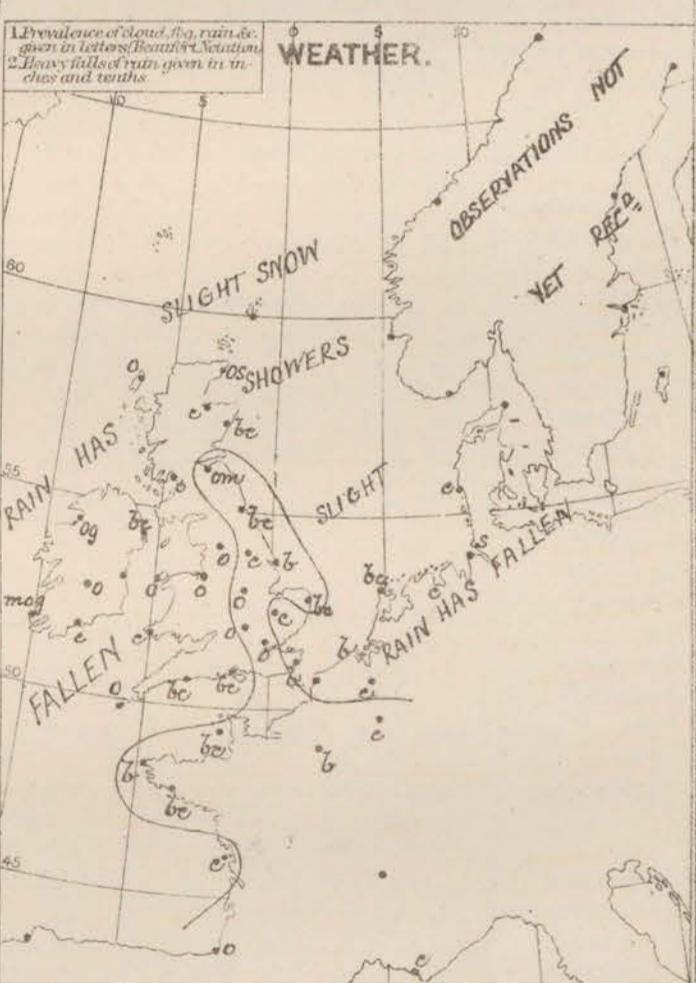 1. Prevalence of cloud, fog, rain &c.
given in letters (Beaufort Notation)
2. Heavy falls of rain given in in-
ches and tenths
WEATHER.
10
5
0
5
10
OBSERVATIONS NOT
YET RECD
60
SLIGHT SNOW
SHOWERS
o
os
c
bc
RAIN HAS
FALLEN
55
om
SLIGHT
RAIN HAS FALLEN
o
og
bc
bc
c
o
c
b
s
bc
c
o
o
o
o
bc
mog
c
c
c
o
o
b
b
50
bc
bc
c
o
bc
c
b
b
bc
45
c
o
c